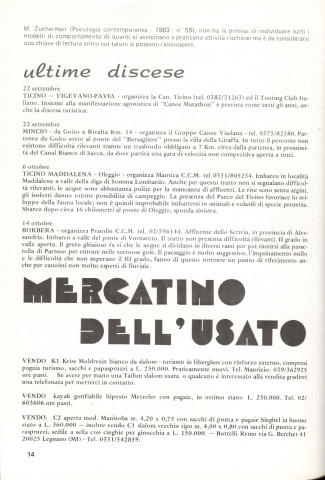 M. Zucherman (Psicologia contemporanea - 1983 - n° 59); non ha la pretesa di individuare tutti i
modelli di comportamento di quanti si avvicinano e praticano attività rischiose ma è da considerarsi
una chiave di lettura entro cui taluni si possono riconoscere.
ultime discese
22 settembre
TICINO — VIGEVANO-PAVIA - organizza la Can. Ticino (tel. 0382/31263) ed il Touring Club Ita-
liano. Insieme alla manifestazione agonistica di "Canoe Marathon" è prevista come tutti gli anni, an-
che la discesa turistica.
22 settembre
MINCIO - da Goito a Rivalta Km. 14 - organizza il Gruppo Canoe Viadana - tel. 0375/82380. Par-
tenza da Goito sotto al ponte del "Bersagliere" presso la villa della Giraffa. In tutto il percorso non
esistono difficoltà rilevanti tranne un trasbordo obbligato a 7 Km. circa dalla partenza, in prossimi-
tà del Canal Bianco di Sacca, da dove partirà una gara di velocità non competitiva aperta a tutti.
6 ottobre
TICINO MADDALENA - Oleggio - organizza Mantica C.C.M. tel 0331/809234. Imbarco in località
Maddalena a valle della diga di Somma Lombardo. Anche per questo tratto non si segnalano difficol-
tà rilevanti; le acque sono abbastanza pulite per la mancanza di affluenti. Le rive sono senza argini,
gli isolotti danno ottime possibilità di campeggio. La presenza del Parco del Ticino favorisce lo svi-
luppo della fauna locale; non è quindi improbabile imbattersi in animali e volatili di specie protetta.
Sbarco dopo circa 16 chilometri al ponte di Oleggio, sponda sinistra.
14 ottobre
BORBERA - organizza Prandin C.C.M. tel. 02/596144. Affluente dello Scrivia, in provincia di Ales-
sandria. Imbarco a valle del ponte di Vornareto. Il tratto non presenta difficoltà rilevanti. Il grado in
valle aperta. Il greto ghiaioso fa sì che le acque si dividano in diversi rami per poi riunirsi alla passe-
rella di Partuso per entrare nelle tortuose gole. Il paesaggio è molto suggestivo, l'inquinamento nullo
e le difficoltà che non superano il III grado, fanno di questo torrente un punto di riferimento an-
che per canoisti non molto esperti di fluviale.
MERCATINO
DELL'USATO
VENDO K1 Kriss Moldresin bianco da slalom - turismo in fiberglass con rinforzo esterno, compresi
pagaia turismo, sacchi e paraspruzzi a L. 250.000. Praticamente nuovi. Tel. Maurizio: 039/362925
ore pasti. Se avete per mano una Taifun slalom usata o qualcuno è interessato alla vendita gradirei
una telefonata per metterci in contatto.
VENDO kayak gonfiabile biposto Metzeler con pagaie, in ottimo stato: L. 250.000. Tel. 02/
603606 ore pasti.
VENDO: C2 aperta mod. Manitoba m. 4,20 x 0,75 con sacchi di punta e pagaie Sleghel in buono
stato a L. 360.000 — inoltre vendo C1 slalom vecchio tipo m. 4,00 x 0,80 con sacchi di punta e pa-
raspruzzi; sedile a sella con cinghie per ginocchia a L. 150.000. — Bottelli Remo via G. Berchet 41
20025 Legnano (MI) - Tel. 0331/542859.
14